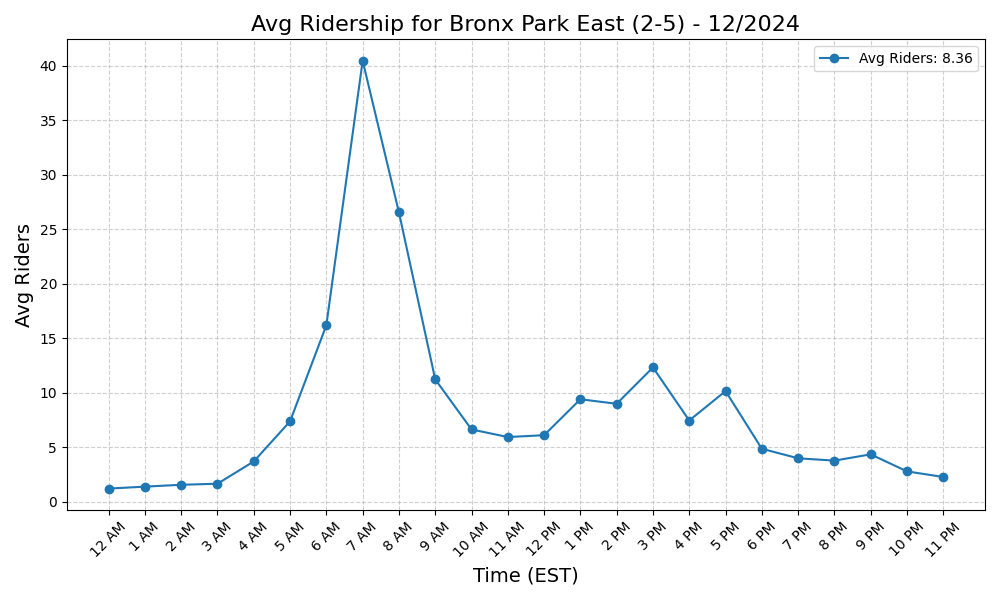 Avg Ridership for Bronx Park East (2-5) - 12/2024
Avg Riders: 8.36
Avg Riders
40
35
30
25
20
15
10
5
0
12 AM
1 AM
2 AM
3 AM
4 AM
5 AM
6 AM
7 AM
8 AM
9 AM
10 AM
11 AM
12 PM
1 PM
2 PM
3 PM
4 PM
5 PM
6 PM
7 PM
8 PM
9 PM
10 PM
11 PM
Time (EST)